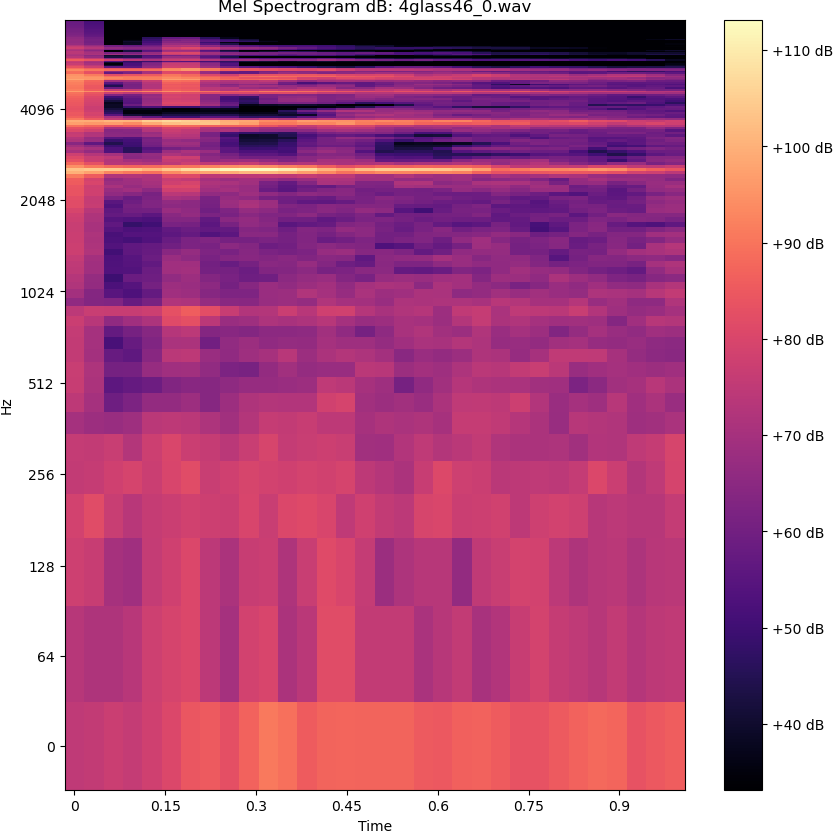 Mel Spectrogram dB: 4glass46_0.wav
+110 dB
4096
+100 dB
2048
+90 dB
1024
+80 dB
512
Hz
+70 dB
256
+60 dB
128
+50 dB
64
+40 dB
0
0
0.15
0.3
0.45
0.6
0.75
0.9
Time